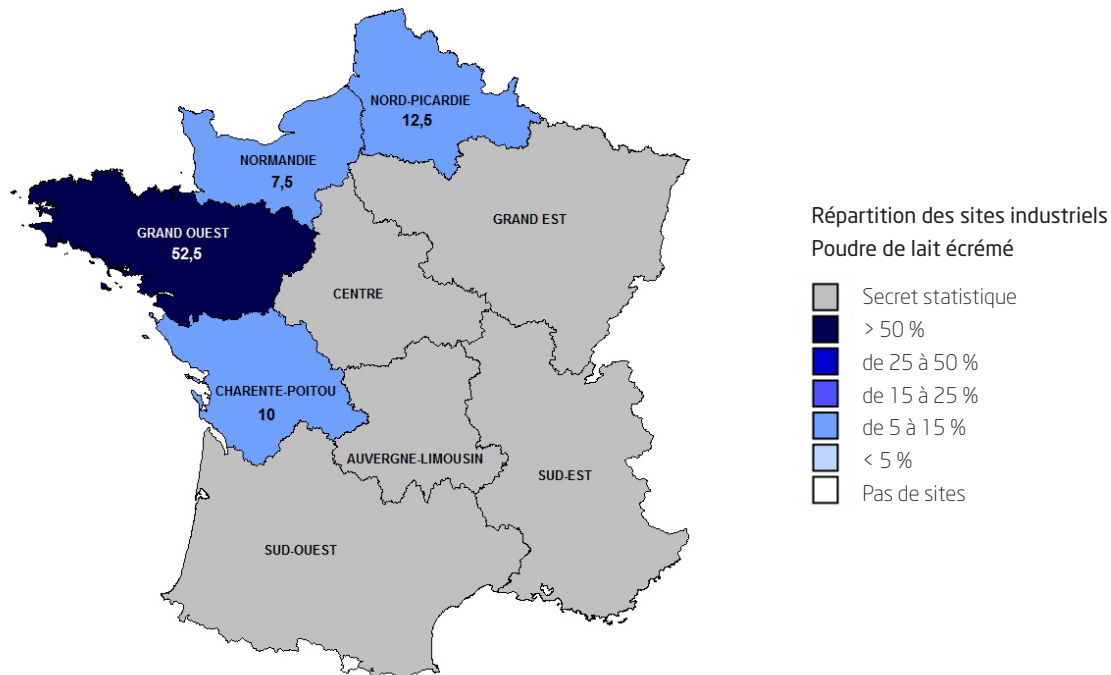 NORD-PICARDIE
12,5
NORMANDIE
7,5
GRAND EST
GRAND OUEST
52,5
CENTRE
CHARENTE-POITOU
10
AUVERGNE-LIMOUSIN
SUD-EST
SUD-OUEST
Répartition des sites industriels
Poudre de lait écrémé
Secret statistique
> 50 %
de 25 à 50 %
de 15 à 25 %
de 5 à 15 %
< 5 %
Pas de sites